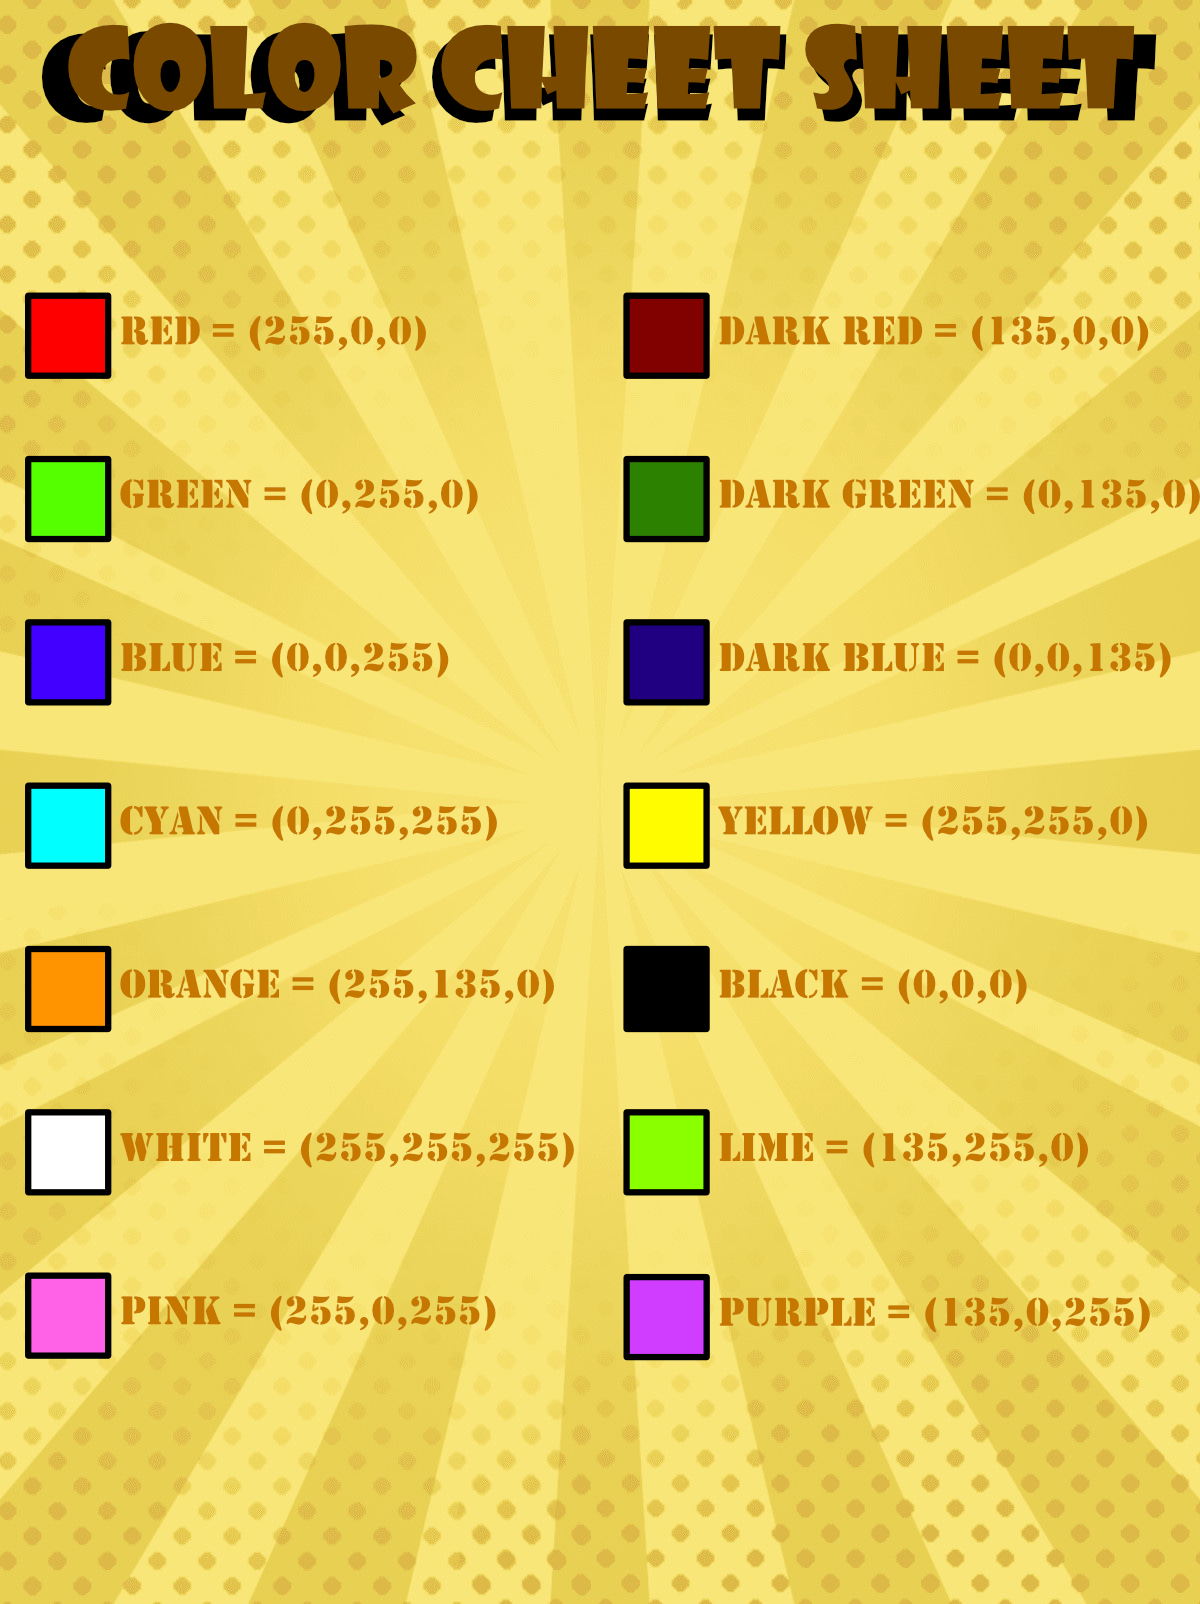 COLOR CHEET SHEET
RED = (255,0,0)
DARK RED = (135,0,0)
GREEN = (0,255,0)
DARK GREEN = (0,135,0)
BLUE = (0,0,255)
DARK BLUE = (0,0,135)
CYAN = (0,255,255)
YELLOW = (255,255,0)
ORANGE = (255,135,0)
BLACK = (0,0,0)
WHITE = (255,255,255)
LIME = (135,255,0)
PINK = (255,0,255)
PURPLE = (135,0,255)